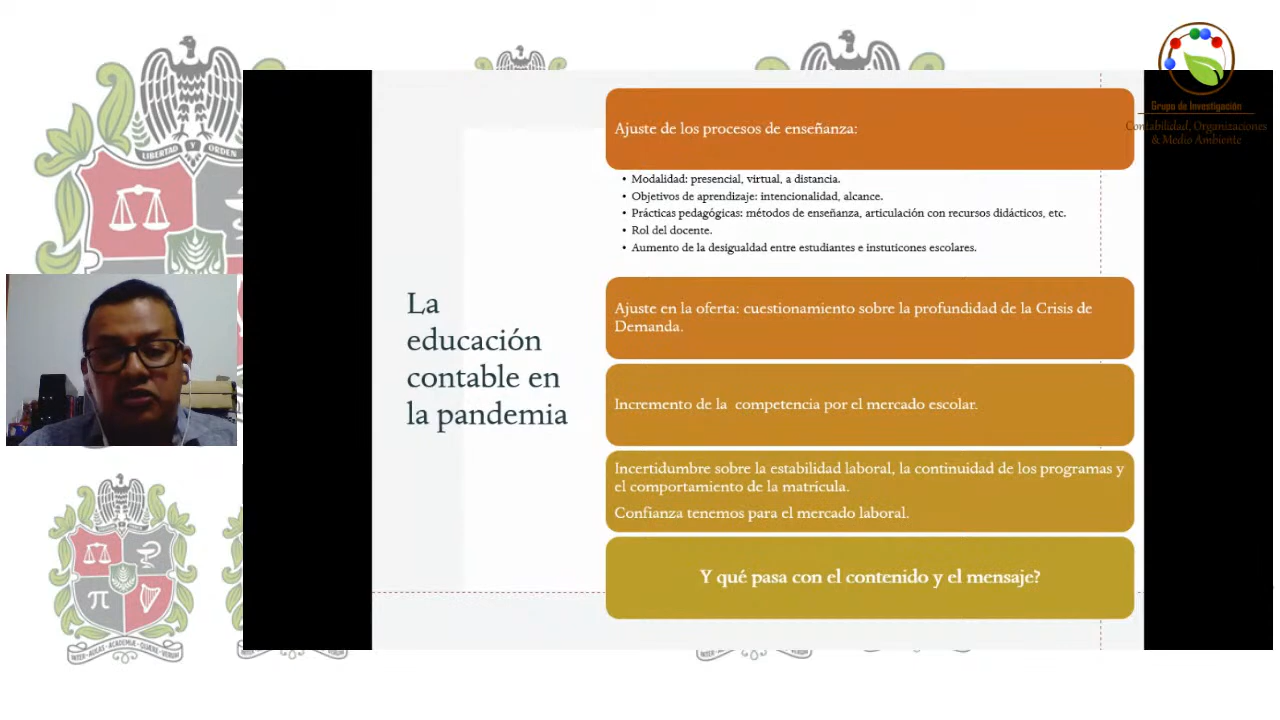 Grupo de Investigación
Contabilidad, Organizaciones
& Medio Ambiente
LIBERTAD Y ORDEN
La
educación
contable en
la pandemia
Ajuste de los procesos de enseñanza:
• Modalidad: presencial, virtual, a distancia.
• Objetivos de aprendizaje: intencionalidad, alcance.
• Prácticas pedagógicas: métodos de enseñanza, articulación con recursos didácticos, etc.
• Rol del docente.
• Aumento de la desigualdad entre estudiantes e instuticones escolares.
Ajuste en la oferta: cuestionamiento sobre la profundidad de la Crisis de
Demanda.
Incremento de la competencia por el mercado escolar.
Incertidumbre sobre la estabilidad laboral, la continuidad de los programas y
el comportamiento de la matricula.
Confianza tenemos para el mercado laboral.
Y qué pasa con el contenido y el mensaje?
INTER · AULAS · ACADEMIÆ · QUÆRE · VERUM